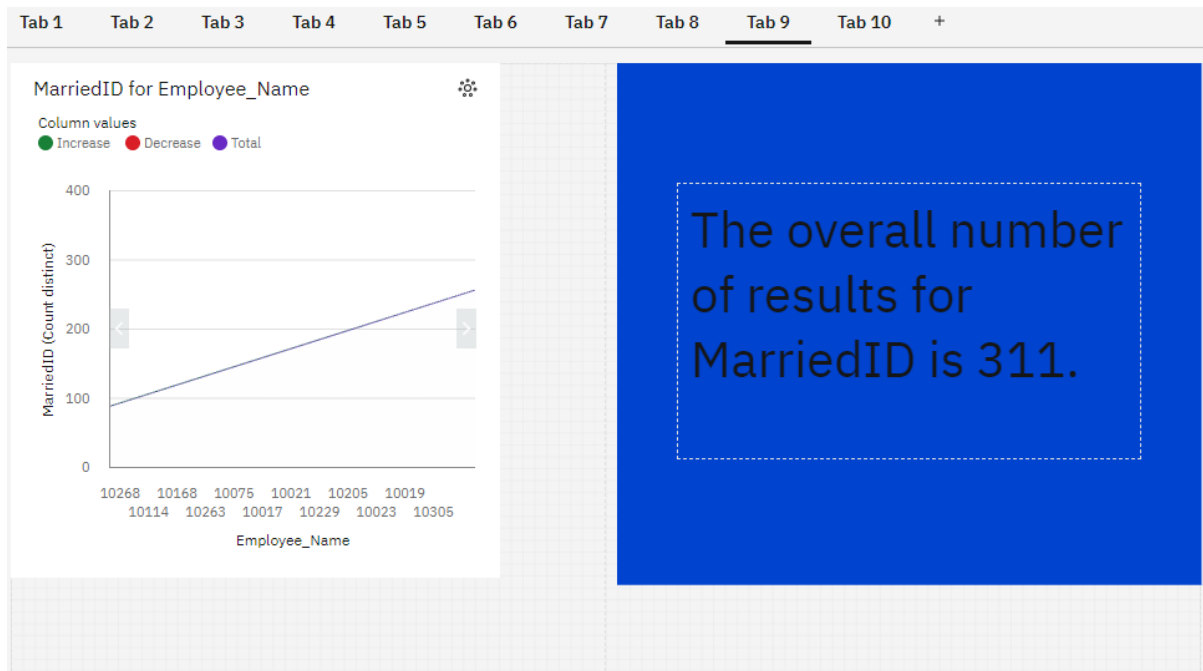 Tab 1 Tab 2 Tab 3 Tab 4 Tab 5 Tab 6 Tab 7 Tab 8 Tab 9 Tab 10 +
MarriedID for Employee_Name
Column values
Increase Decrease Total
400
300
200
100
0
MarriedID (Count distinct)
10268 10168 10075 10021 10205 10019
10114 10263 10017 10229 10023 10305
Employee_Name
The overall number
of results for
MarriedID is 311.